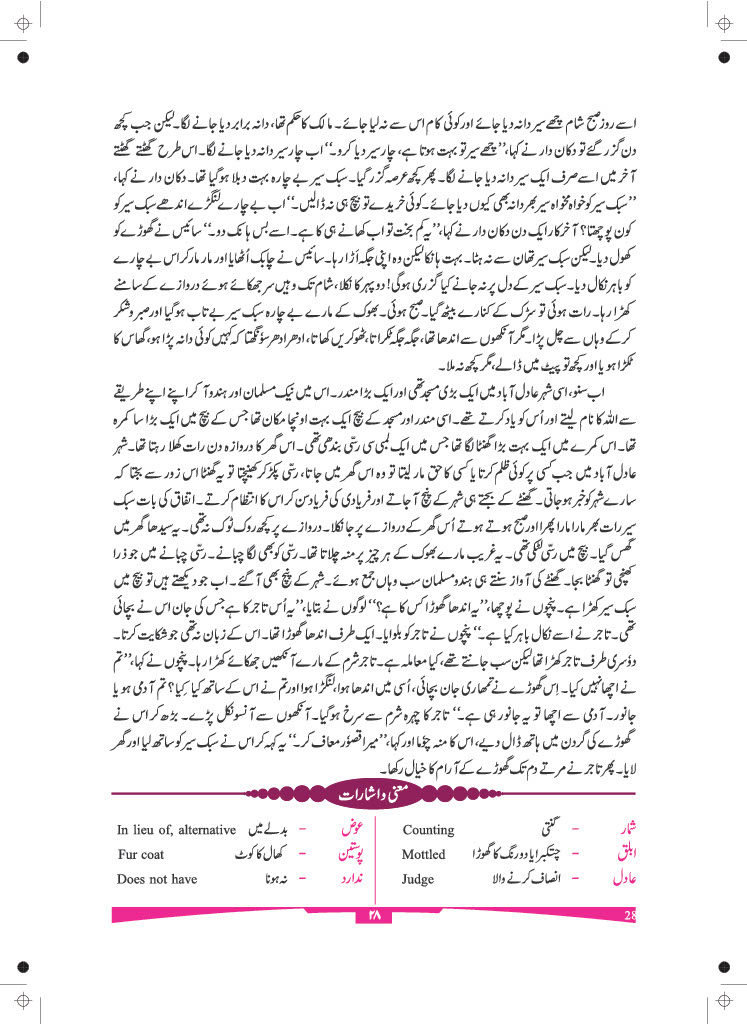 اسے روز صبح شام چھے سیر دانہ دیا جائے اور کوئی کام اس سے نہ لیا جائے۔ مالک کا حکم تھا، دانہ برابر دیا جانے لگا۔ لیکن جب کچھ
دن گزر گئے تو دکان دار نے کہا، ”چھے سیر تو بہت ہوتا ہے، چار سیر دیا کرو۔“ اب چار سیر دانہ دیا جانے لگا۔ اس طرح گھٹتے گھٹتے
آخر میں اسے صرف ایک سیر دانہ دیا جانے لگا۔ پھر کچھ عرصہ گزر گیا۔ سبک سیر بے چارہ بہت دبلا ہو گیا تھا۔ دکان دار نے کہا،
”سبک سیر کو خواہ مخواہ سیر بھر دانہ بھی کیوں دیا جائے۔ کوئی خریدے تو بیچ ہی نہ ڈالیں۔“ اب بے چارے لنگڑے اندھے سبک سیر کو
کون پوچھتا؟ آخر کار ایک دن دکان دار نے کہا، ”یہ کم بخت تو اب کھانے ہی کا ہے۔ اسے بس ہانک دو۔“ سائیس نے گھوڑے کو
کھول دیا۔ لیکن سبک سیر تھان سے نہ ہٹا۔ بہت ہانکا لیکن وہ اپنی جگہ اَڑا رہا۔ سائیس نے چابک اُٹھایا اور مار مار کر اس بے چارے
کو باہر نکال دیا۔ سبک سیر کے دل پر نہ جانے کیا گزری ہوگی! دوپہر کا نکلا، شام تک وہیں سر جھکائے ہوئے دروازے کے سامنے
کھڑا رہا۔ رات ہوئی تو سڑک کے کنارے بیٹھ گیا۔ صبح ہوئی۔ بھوک کے مارے بے چارہ سبک سیر بے تاب ہو گیا اور صبر و شکر
کر کے وہاں سے چل پڑا۔ مگر آنکھوں سے اندھا تھا، جگہ جگہ ٹکراتا، ٹھوکریں کھاتا، ادھر ادھر سونگھتا کہ کہیں کوئی دانہ پڑا ہو، گھاس کا
ٹکڑا ہو یا اور کچھ تو پیٹ میں ڈالے، مگر کچھ نہ ملا۔
اب سنو، اسی شہر عادل آباد میں ایک بڑی مسجد تھی اور ایک بڑا مندر۔ اس میں نیک مسلمان اور ہندو آ کر اپنے اپنے طریقے
سے اللہ کا نام لیتے اور اُس کو یاد کرتے تھے۔ اسی مندر اور مسجد کے بیچ ایک بہت اونچا مکان تھا جس کے بیچ میں ایک بڑا سا کمرہ
تھا۔ اس کمرے میں ایک بہت بڑا گھنٹا لگا تھا جس میں ایک لمبی سی رسّی بندھی تھی۔ اس گھر کا دروازہ دن رات کھلا رہتا تھا۔ شہر
عادل آباد میں جب کسی پر کوئی ظلم کرتا یا کسی کا حق مار لیتا تو وہ اس گھر میں جاتا، رسّی پکڑ کر کھینچتا تو یہ گھنٹا اس زور سے بجتا کہ
سارے شہر کو خبر ہو جاتی۔ گھنٹے کے بجتے ہی شہر کے پنچ آ جاتے اور فریادی کی فریاد سن کر اس کا انتظام کرتے۔ اتفاق کی بات سبک
سیر رات بھر مارا مارا پھرا اور صبح ہوتے ہوتے اُس گھر کے دروازے پر جا نکلا۔ دروازے پر کچھ روک ٹوک نہ تھی۔ یہ سیدھا گھر میں
گھس گیا۔ بیچ میں رسّی لٹکی تھی۔ یہ غریب مارے بھوک کے ہر چیز پر منہ چلاتا تھا۔ رسّی کو بھی لگا چبانے۔ رسّی چبانے میں جو ذرا
کھنچی تو گھنٹا بجا۔ گھنٹے کی آواز سنتے ہی ہندو مسلمان سب وہاں جمع ہوئے۔ شہر کے پنچ بھی آ گئے۔ اب جو دیکھتے ہیں تو بیچ میں
سبک سیر کھڑا ہے۔ پنچوں نے پوچھا، ”یہ اندھا گھوڑا کس کا ہے؟“ لوگوں نے بتایا، ”یہ اُس تاجر کا ہے جس کی جان اس نے بچائی
تھی۔ تاجر نے اسے نکال باہر کیا ہے۔“ پنچوں نے تاجر کو بلوایا۔ ایک طرف اندھا گھوڑا تھا۔ اس کے زبان نہ تھی جو شکایت کرتا۔
دوٗسری طرف تاجر کھڑا تھا لیکن سب جانتے تھے، کیا معاملہ ہے۔ تاجر شرم کے مارے آنکھیں جھکائے کھڑا رہا۔ پنچوں نے کہا، ”تم
نے اچھا نہیں کیا۔ اِس گھوڑے نے تمھاری جان بچائی، اُسی میں اندھا ہوا، لنگڑا ہوا اور تم نے اس کے ساتھ کیا کِیا؟ تم آدمی ہو یا
جانور۔ آدمی سے اچھا تو یہ جانور ہی ہے۔“ تاجر کا چہرہ شرم سے سرخ ہو گیا۔ آنکھوں سے آنسو نکل پڑے۔ بڑھ کر اس نے
گھوڑے کی گردن میں ہاتھ ڈال دیے، اس کا منہ چوٗما اور کہا، ”میرا قصوٗر معاف کر۔“ یہ کہہ کر اس نے سبک سیر کو ساتھ لیا اور گھر
لایا۔ پھر تاجر نے مرتے دم تک گھوڑے کے آرام کا خیال رکھا۔
معنی و اشارات
شمار – گنتی Counting
ابلق – چتکبرا یا دو رنگ کا گھوڑا Mottled
عادل – انصاف کرنے والا Judge
عوض – بدلے میں In lieu of, alternative
پوستین – کھال کا کوٹ Fur coat
ندارد – نہ ہونا Does not have
۲۸
28